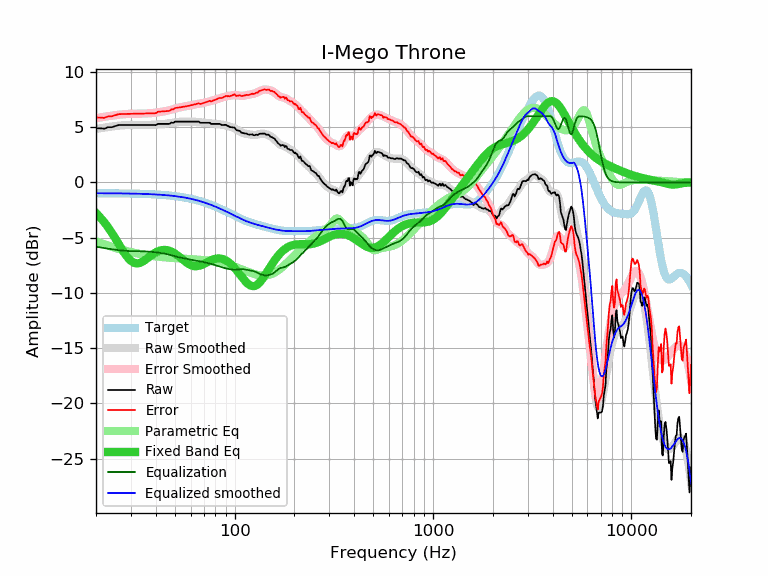 I-Mego Throne
10
5
0
−5
−10
−15
−20
−25
Amplitude (dBr)
Target
Raw Smoothed
Error Smoothed
Raw
Error
Parametric Eq
Fixed Band Eq
Equalization
Equalized smoothed
100
1000
10000
Frequency (Hz)